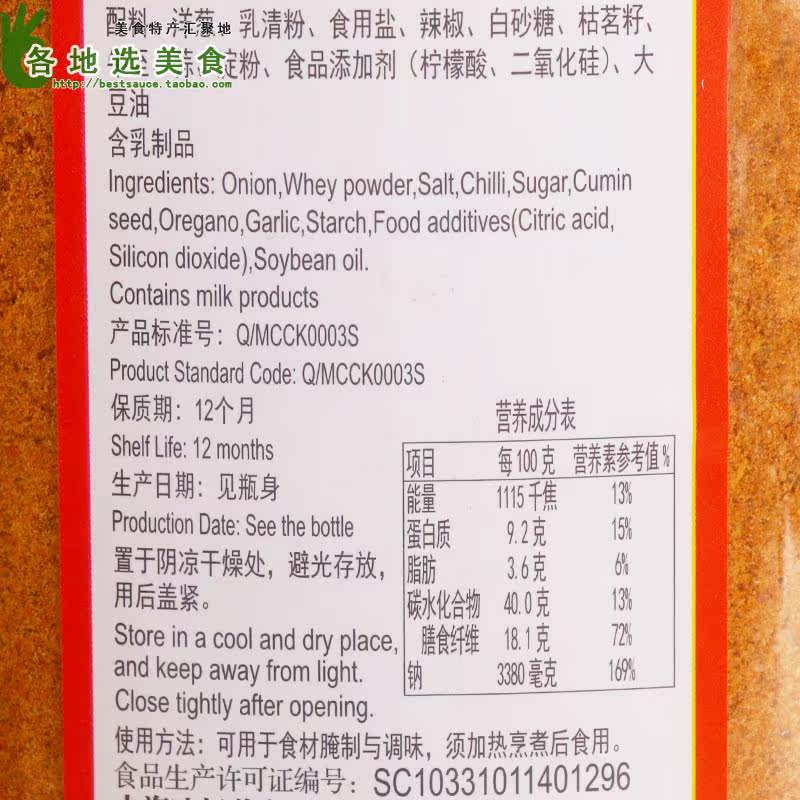 美食特产汇聚地
各地选美食
http://bestsauce.taobao.com
配料：洋葱、乳清粉、食用盐、辣椒、白砂糖、枯茗籽、
至 蒜、淀粉、食品添加剂（柠檬酸、二氧化硅）、大
豆油
含乳制品
Ingredients: Onion,Whey powder,Salt,Chilli,Sugar,Cumin
seed,Oregano,Garlic,Starch,Food additives(Citric acid,
Silicon dioxide),Soybean oil.
Contains milk products
产品标准号：Q/MCCK0003S
Product Standard Code: Q/MCCK0003S
保质期：12个月
Shelf Life: 12 months
生产日期：见瓶身
Production Date: See the bottle
置于阴凉干燥处，避光存放，
用后盖紧。
Store in a cool and dry place,
and keep away from light.
Close tightly after opening.
营养成分表
项目 每100克 营养素参考值%
能量 1115千焦 13%
蛋白质 9.2克 15%
脂肪 3.6克 6%
碳水化合物 40.0克 13%
膳食纤维 18.1克 72%
钠 3380毫克 169%
使用方法：可用于食材腌制与调味，须加热烹煮后食用。
食品生产许可证编号：SC10331011401296